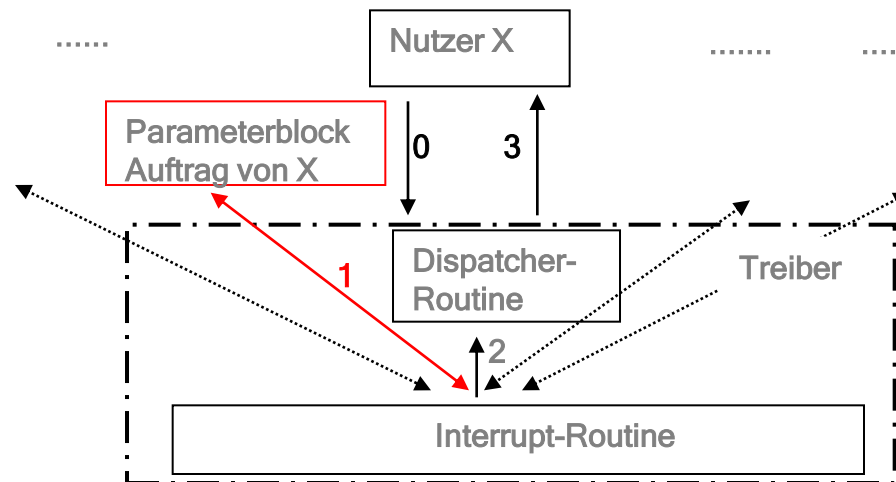 Nutzer X
Parameterblock
Auftrag von X
0
3
1
Dispatcher-
Routine
Treiber
2
Interrupt-Routine